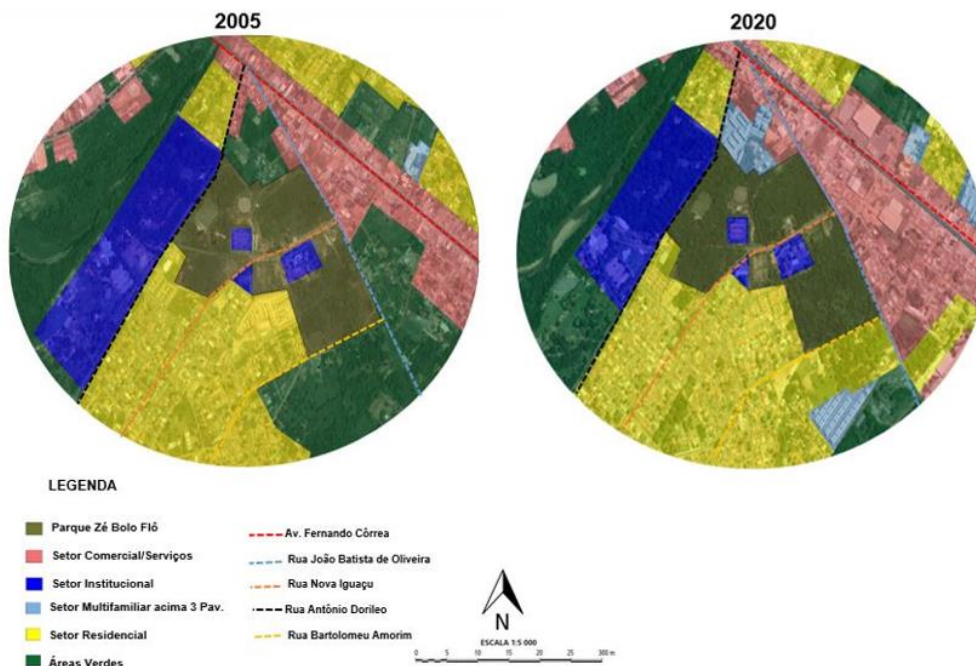 2005
2020
LEGENDA
Parque Zé Bolo Flô
Setor Comercial/Serviços
Setor Institucional
Setor Multifamiliar acima 3 Pav.
Setor Residencial
Áreas Verdes
Av. Fernando Côrrea
Rua João Batista de Oliveira
Rua Nova Iguaçu
Rua Antônio Dorileo
Rua Bartolomeu Amorim
N
ESCALA 1:5 000
0 5 10 15 20 25 300 m